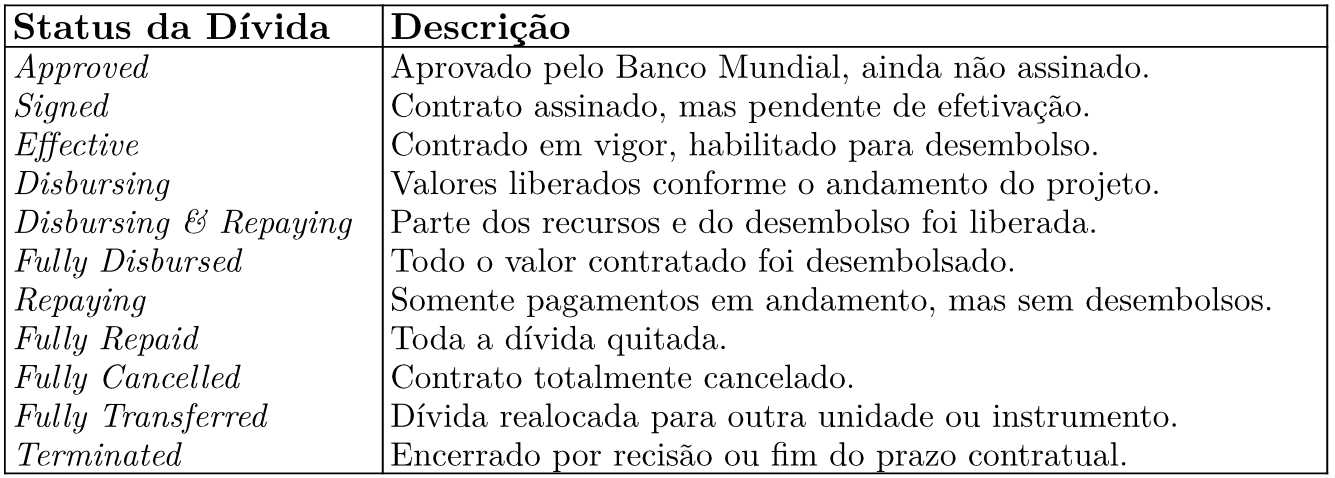 Status da Dívida Descrição
Approved Aprovado pelo Banco Mundial, ainda não assinado.
Signed Contrato assinado, mas pendente de efetivação.
Effective Contrado em vigor, habilitado para desembolso.
Disbursing Valores liberados conforme o andamento do projeto.
Disbursing & Repaying Parte dos recursos e do desembolso foi liberada.
Fully Disbursed Todo o valor contratado foi desembolsado.
Repaying Somente pagamentos em andamento, mas sem desembolsos.
Fully Repaid Toda a dívida quitada.
Fully Cancelled Contrato totalmente cancelado.
Fully Transferred Dívida realocada para outra unidade ou instrumento.
Terminated Encerrado por recisão ou fim do prazo contratual.